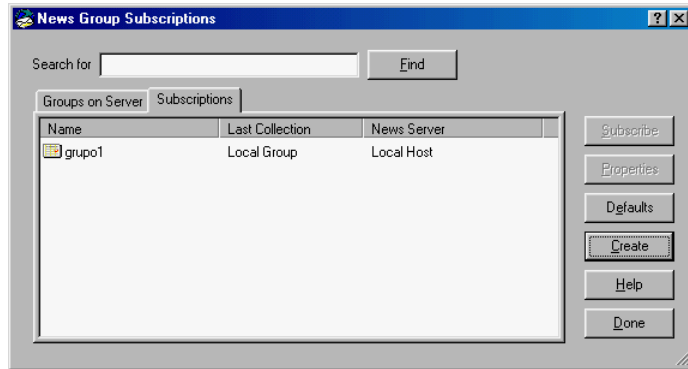 News Group Subscriptions
Search for
Find
Groups on Server Subscriptions
Name Last Collection News Server
grupo1 Local Group Local Host
Subscribe
Properties
Defaults
Create
Help
Done